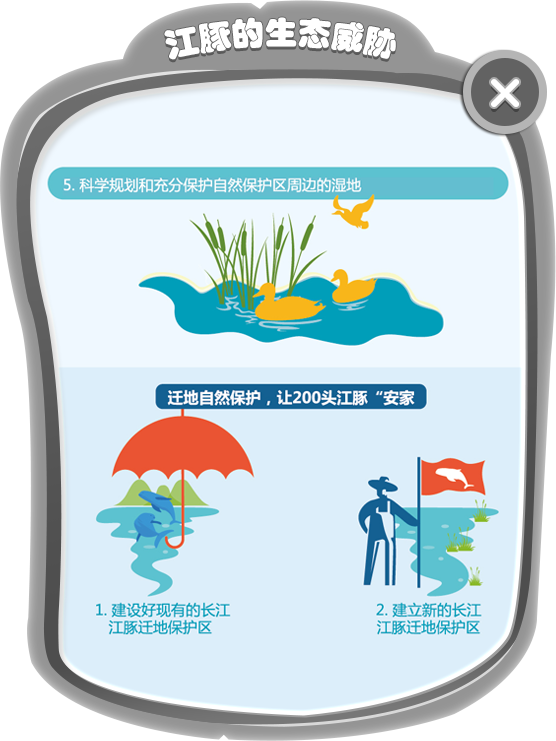 江豚的生态威胁
5. 科学规划和充分保护自然保护区周边的湿地
迁地自然保护，让200头江豚“安家
1. 建设好现有的长江
江豚迁地保护区
2. 建立新的长江
江豚迁地保护区